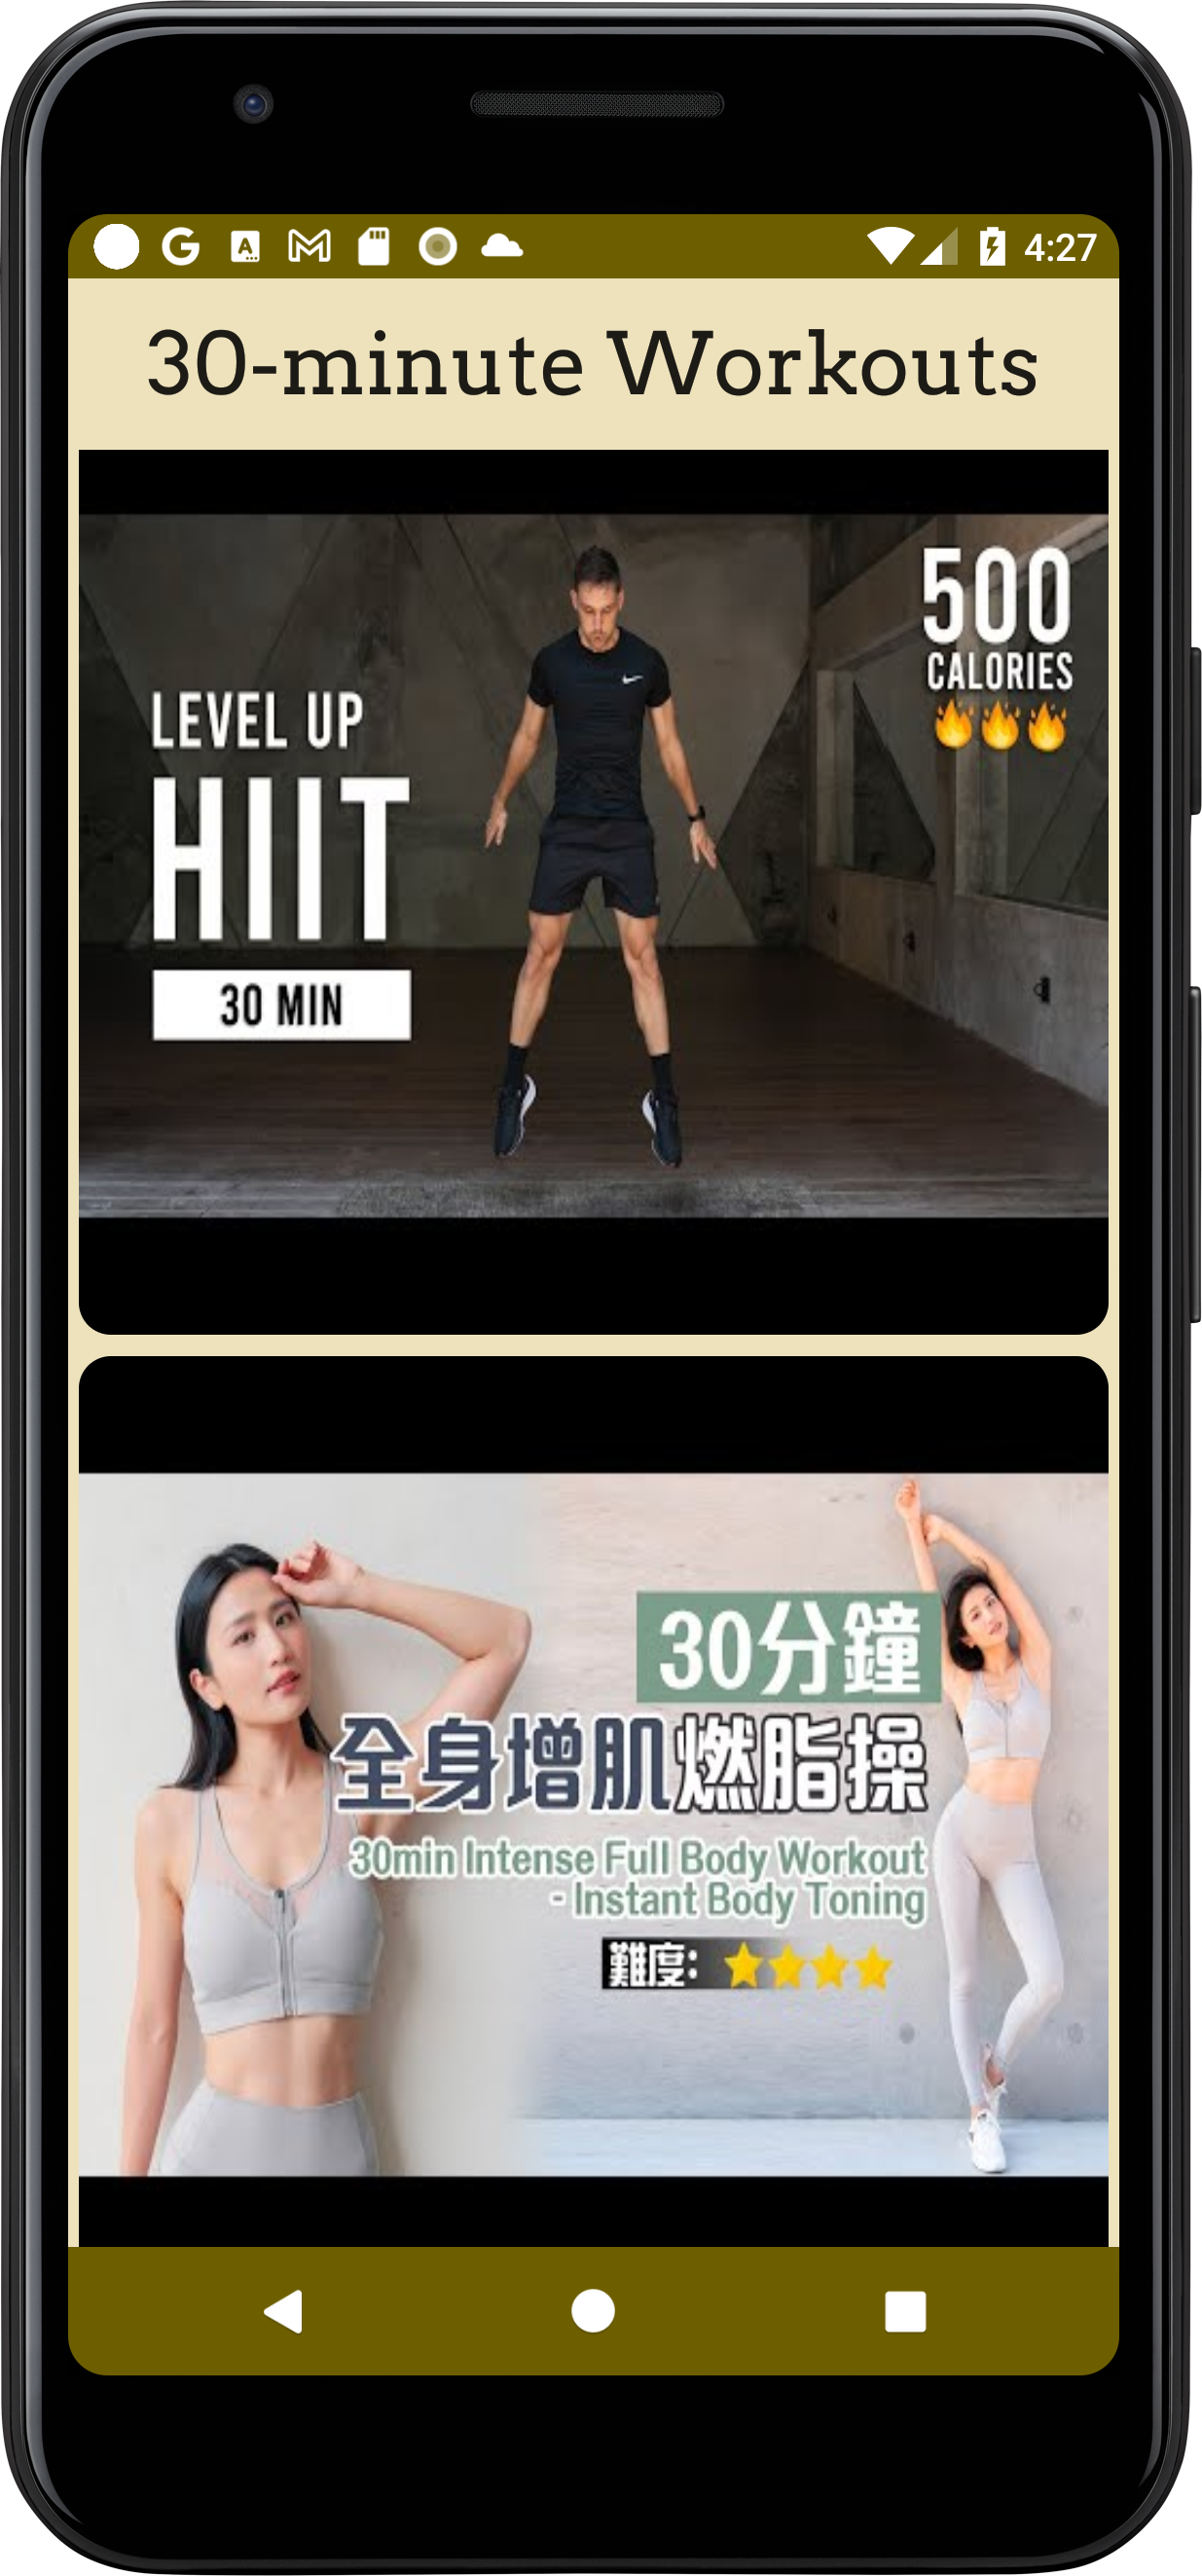 4:27
30-minute Workouts
500
CALORIES
LEVEL UP
HIIT
30 MIN
30分鐘
全身增肌燃脂操
30min Intense Full Body Workout
- Instant Body Toning
難度: